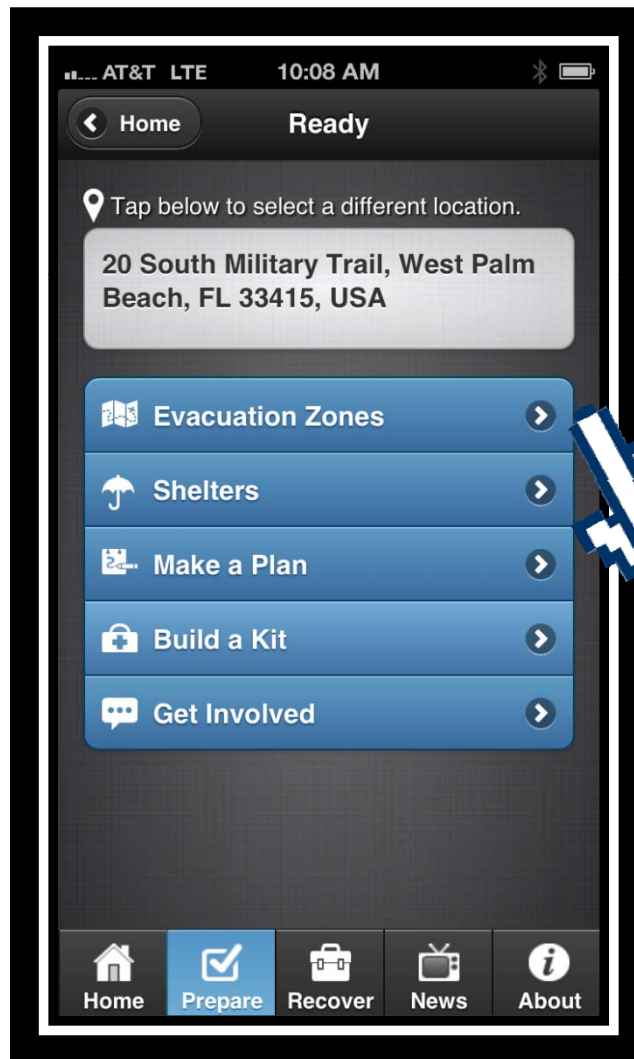 AT&T LTE 10:08 AM
Home Ready
Tap below to select a different location.
20 South Military Trail, West Palm
Beach, FL 33415, USA
Evacuation Zones
Shelters
Make a Plan
Build a Kit
Get Involved
Home Prepare Recover News About